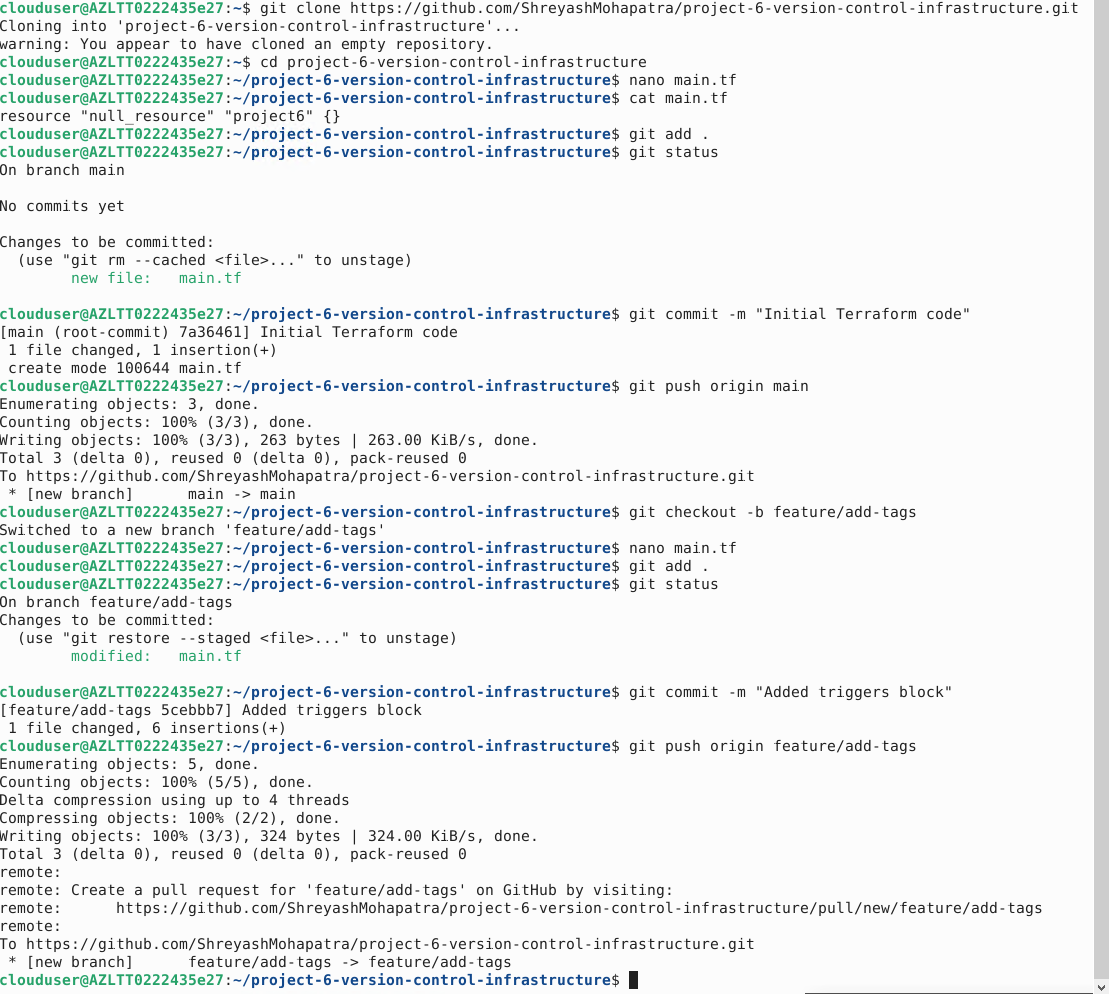 clouduser@AZLTT0222435e27:~$ git clone https://github.com/ShreyashMohapatra/project-6-version-control-infrastructure.git
Cloning into 'project-6-version-control-infrastructure'...
warning: You appear to have cloned an empty repository.
clouduser@AZLTT0222435e27:~$ cd project-6-version-control-infrastructure
clouduser@AZLTT0222435e27:~/project-6-version-control-infrastructure$ nano main.tf
clouduser@AZLTT0222435e27:~/project-6-version-control-infrastructure$ cat main.tf
resource "null_resource" "project6" {}
clouduser@AZLTT0222435e27:~/project-6-version-control-infrastructure$ git add .
clouduser@AZLTT0222435e27:~/project-6-version-control-infrastructure$ git status
On branch main

No commits yet

Changes to be committed:
  (use "git rm --cached <file>..." to unstage)
        new file:   main.tf

clouduser@AZLTT0222435e27:~/project-6-version-control-infrastructure$ git commit -m "Initial Terraform code"
[main (root-commit) 7a36461] Initial Terraform code
 1 file changed, 1 insertion(+)
 create mode 100644 main.tf
clouduser@AZLTT0222435e27:~/project-6-version-control-infrastructure$ git push origin main
Enumerating objects: 3, done.
Counting objects: 100% (3/3), done.
Writing objects: 100% (3/3), 263 bytes | 263.00 KiB/s, done.
Total 3 (delta 0), reused 0 (delta 0), pack-reused 0
To https://github.com/ShreyashMohapatra/project-6-version-control-infrastructure.git
 * [new branch]      main -> main
clouduser@AZLTT0222435e27:~/project-6-version-control-infrastructure$ git checkout -b feature/add-tags
Switched to a new branch 'feature/add-tags'
clouduser@AZLTT0222435e27:~/project-6-version-control-infrastructure$ nano main.tf
clouduser@AZLTT0222435e27:~/project-6-version-control-infrastructure$ git add .
clouduser@AZLTT0222435e27:~/project-6-version-control-infrastructure$ git status
On branch feature/add-tags
Changes to be committed:
  (use "git restore --staged <file>..." to unstage)
        modified:   main.tf

clouduser@AZLTT0222435e27:~/project-6-version-control-infrastructure$ git commit -m "Added triggers block"
[feature/add-tags 5cebbb7] Added triggers block
 1 file changed, 6 insertions(+)
clouduser@AZLTT0222435e27:~/project-6-version-control-infrastructure$ git push origin feature/add-tags
Enumerating objects: 5, done.
Counting objects: 100% (5/5), done.
Delta compression using up to 4 threads
Compressing objects: 100% (2/2), done.
Writing objects: 100% (3/3), 324 bytes | 324.00 KiB/s, done.
Total 3 (delta 0), reused 0 (delta 0), pack-reused 0
remote:
remote: Create a pull request for 'feature/add-tags' on GitHub by visiting:
remote:      https://github.com/ShreyashMohapatra/project-6-version-control-infrastructure/pull/new/feature/add-tags
remote:
To https://github.com/ShreyashMohapatra/project-6-version-control-infrastructure.git
 * [new branch]      feature/add-tags -> feature/add-tags
clouduser@AZLTT0222435e27:~/project-6-version-control-infrastructure$